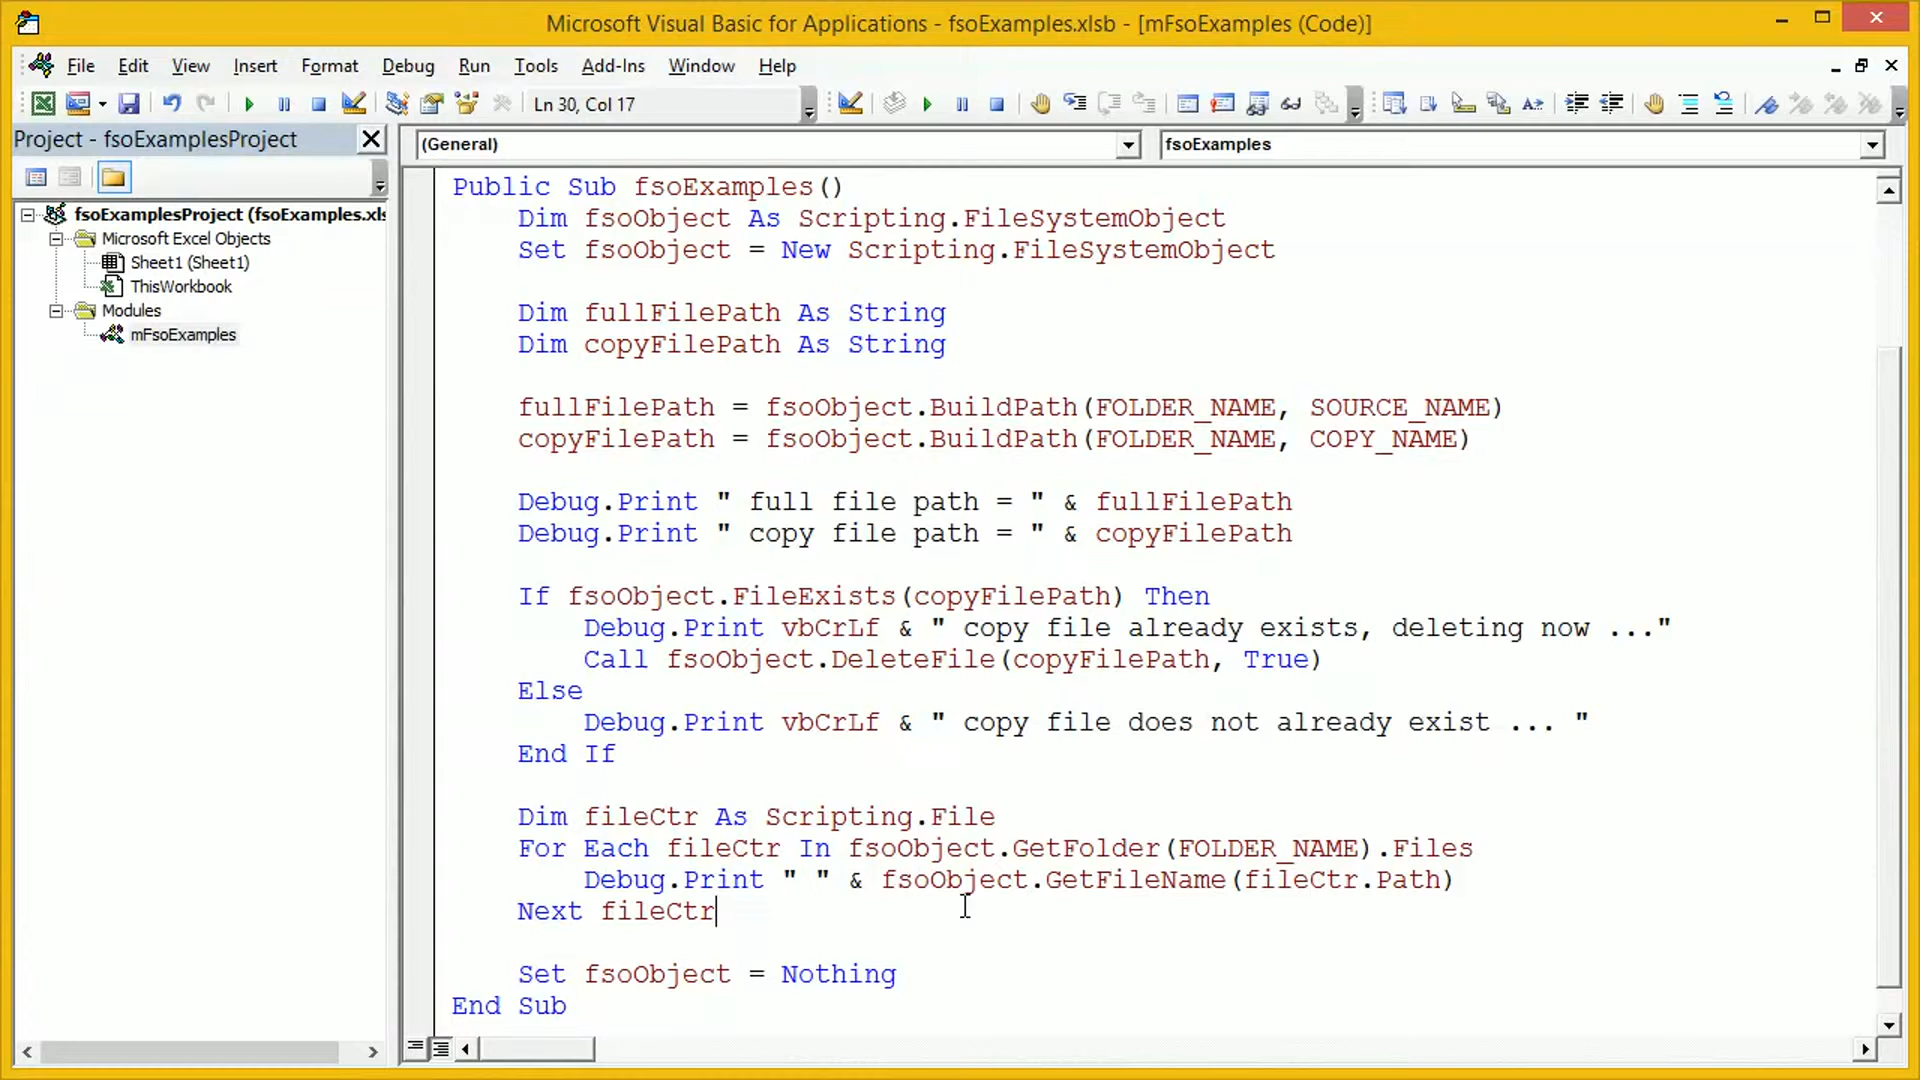 Microsoft Visual Basic for Applications - fsoExamples.xlsb - [mFsoExamples (Code)]
File Edit View Insert Format Debug Run Tools Add-Ins Window Help
Ln 30, Col 17
Project - fsoExamplesProject
(General) fsoExamples
fsoExamplesProject (fsoExamples.xls
Microsoft Excel Objects
Sheet1 (Sheet1)
ThisWorkbook
Modules
mFsoExamples
Public Sub fsoExamples()
Dim fsoObject As Scripting.FileSystemObject
Set fsoObject = New Scripting.FileSystemObject
Dim fullFilePath As String
Dim copyFilePath As String
fullFilePath = fsoObject.BuildPath(FOLDER_NAME, SOURCE_NAME)
copyFilePath = fsoObject.BuildPath(FOLDER_NAME, COPY_NAME)
Debug.Print " full file path = " & fullFilePath
Debug.Print " copy file path = " & copyFilePath
If fsoObject.FileExists(copyFilePath) Then
Debug.Print vbCrLf & " copy file already exists, deleting now ..."
Call fsoObject.DeleteFile(copyFilePath, True)
Else
Debug.Print vbCrLf & " copy file does not already exist ... "
End If
Dim fileCtr As Scripting.File
For Each fileCtr In fsoObject.GetFolder(FOLDER_NAME).Files
Debug.Print " " & fsoObject.GetFileName(fileCtr.Path)
Next fileCtr
Set fsoObject = Nothing
End Sub